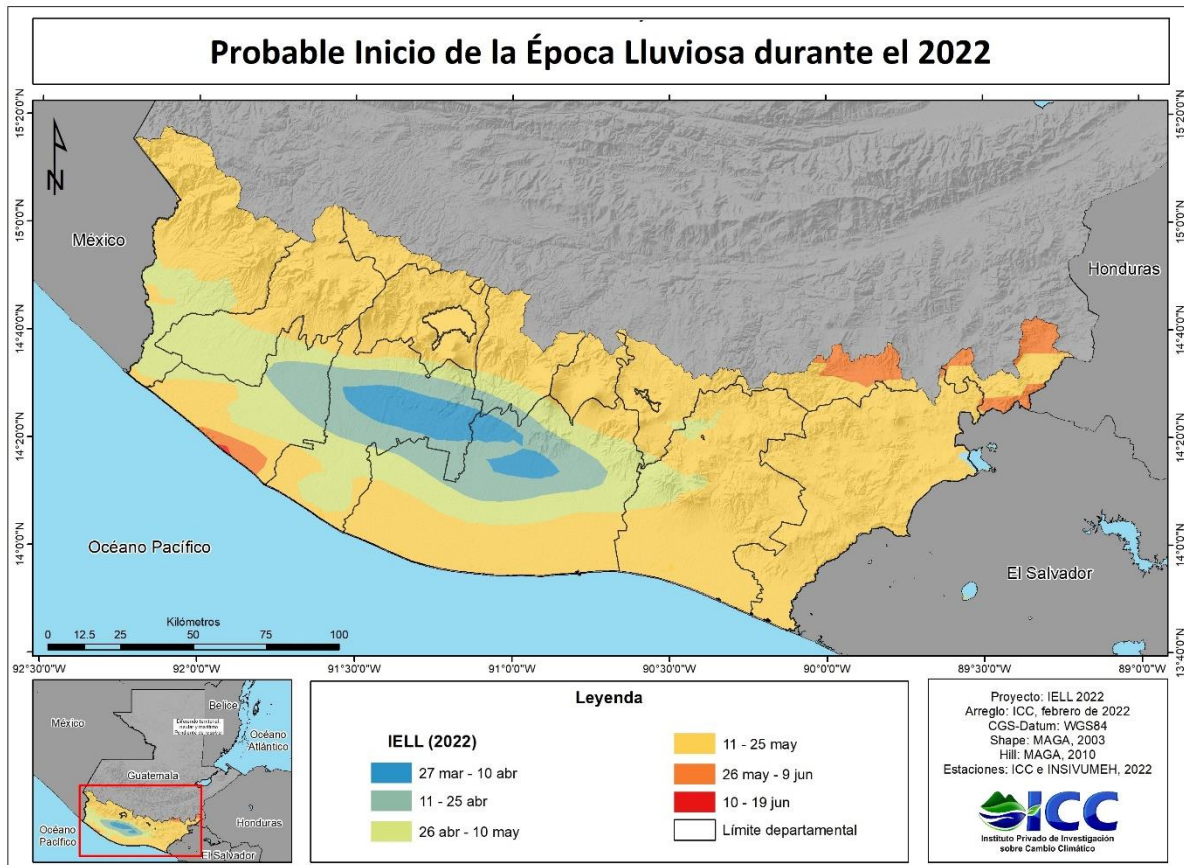 Probable Inicio de la Época Lluviosa durante el 2022
15°20'0"N
15°0'0"N
14°40'0"N
14°20'0"N
14°0'0"N
15°20'0"N
15°0'0"N
14°40'0"N
14°20'0"N
14°0'0"N
13°40'0"N
N
México
Honduras
Océano Pacífico
El Salvador
Kilómetros
0 12.5 25 50 75 100
92°30'0"W 92°0'0"W 91°30'0"W 91°0'0"W 90°30'0"W 90°0'0"W 89°30'0"W 89°0'0"W
México
Belice
Diferendo territorial,
insular y marítimo
Pendiente de resolver
Océano
Atlántico
Guatemala
Honduras
Océano
Pacífico
El Salvador
Leyenda
IELL (2022)
27 mar - 10 abr
11 - 25 abr
26 abr - 10 may
11 - 25 may
26 may - 9 jun
10 - 19 jun
Límite departamental
Proyecto: IELL 2022
Arreglo: ICC, febrero de 2022
CGS-Datum: WGS84
Shape: MAGA, 2003
Hill: MAGA, 2010
Estaciones: ICC e INSIVUMEH, 2022
ICC
Instituto Privado de Investigación
sobre Cambio Climático